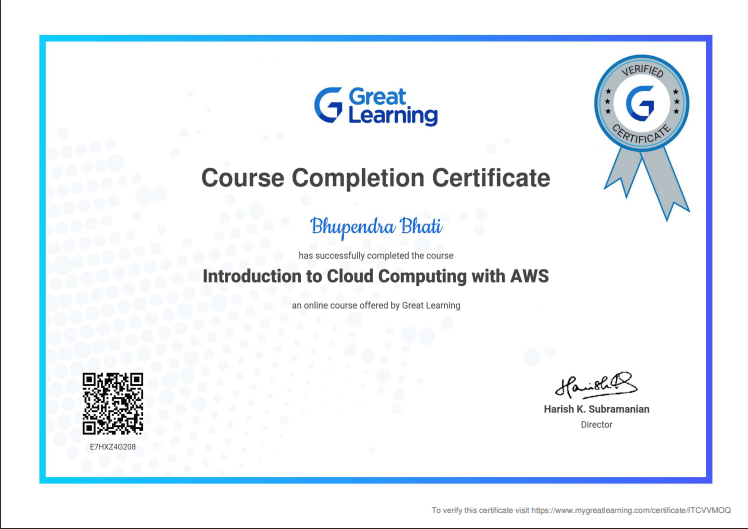 Great
Learning
VERIFIED
CERTIFICATE
Course Completion Certificate
Bhupendra Bhati
has successfully completed the course
Introduction to Cloud Computing with AWS
an online course offered by Great Learning
E7HXZ4G208
Harish K. Subramanian
Director
To verify this certificate visit https://www.mygreatlearning.com/certificate/ITCVVMOQ